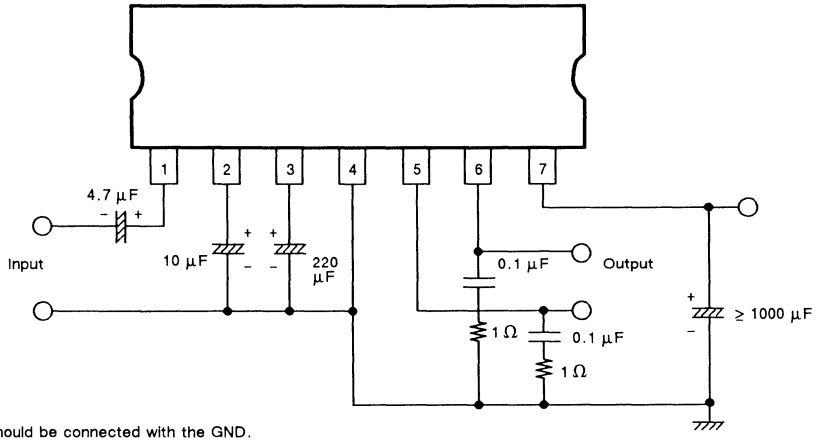 1 2 3 4 5 6 7
4.7 μF
- +
Input
10 μF
+
-
+
-
220
μF
0.1 μF
Output
1 Ω
0.1 μF
1 Ω
+
-
≥ 1000 μF
hould be connected with the GND.